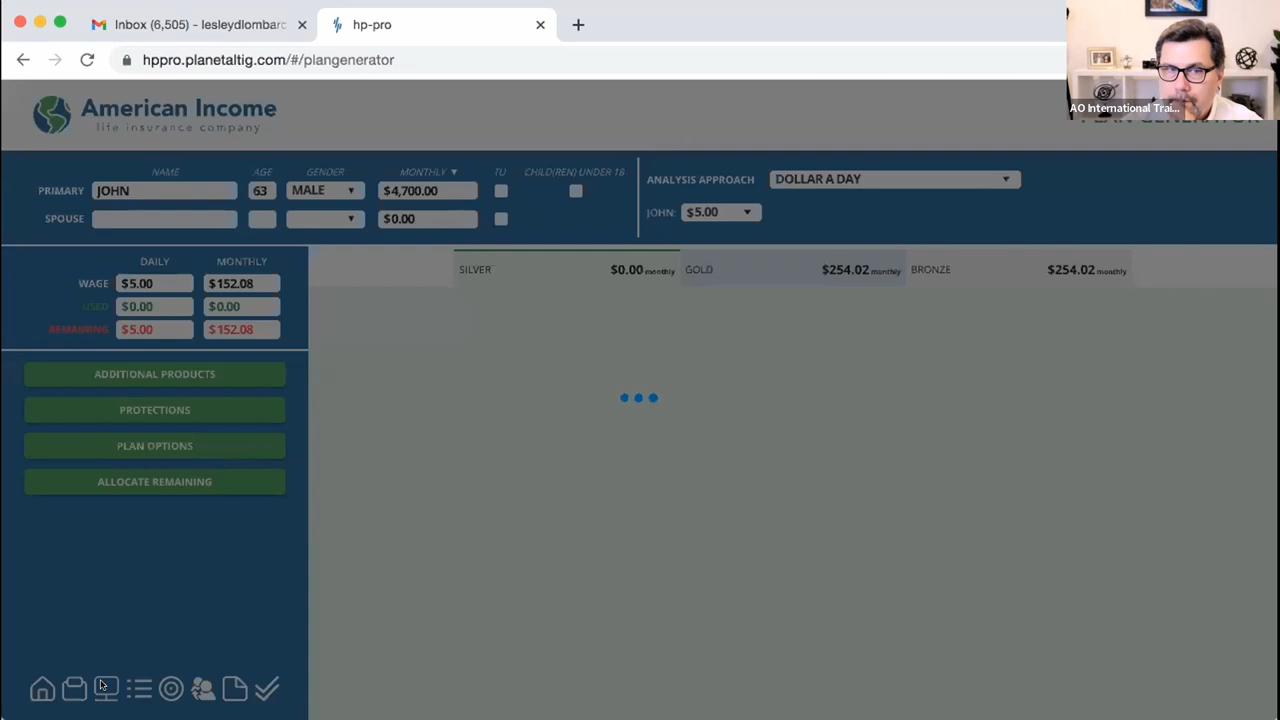 Inbox (6,505) - lesleydlombard
hp-pro
hppro.planetaltig.com/#/plangenerator
AO International Trai...
American Income
life insurance company
NAME AGE GENDER MONTHLY ▼ TU CHILD(REN) UNDER 18
PRIMARY JOHN 63 MALE $4,700.00
SPOUSE $0.00
ANALYSIS APPROACH DOLLAR A DAY
JOHN: $5.00
DAILY MONTHLY
WAGE $5.00 $152.08
USED $0.00 $0.00
REMAINING $5.00 $152.08
SILVER $0.00 monthly GOLD $254.02 monthly BRONZE $254.02 monthly
ADDITIONAL PRODUCTS
PROTECTIONS
PLAN OPTIONS
ALLOCATE REMAINING